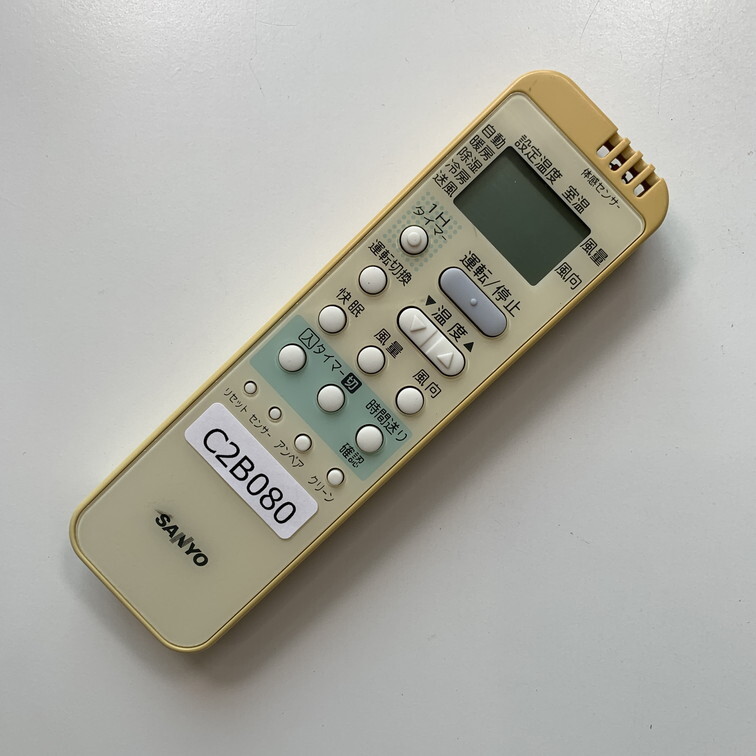 自動
暖房
除湿
冷房
送風
設定温度
室温
体感センサー
風量
風向
1H
タイマー
運転/停止
運転切換
▼温度▲
快眠
風量
風向
入タイマー切
時間送り
確認
リセット
センサー
アンペア
クリーン
C2B080
SANYO